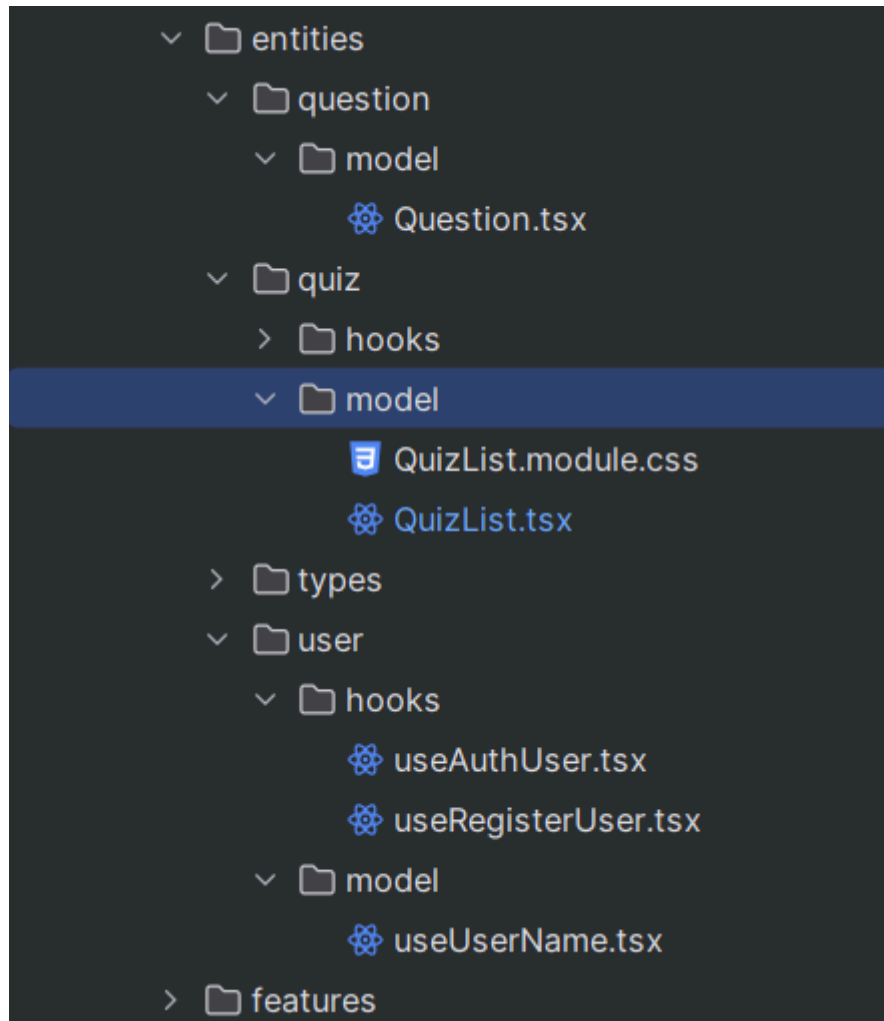 entities
question
model
Question.tsx
quiz
hooks
model
QuizList.module.css
QuizList.tsx
types
user
hooks
useAuthUser.tsx
useRegisterUser.tsx
model
useUserName.tsx
features